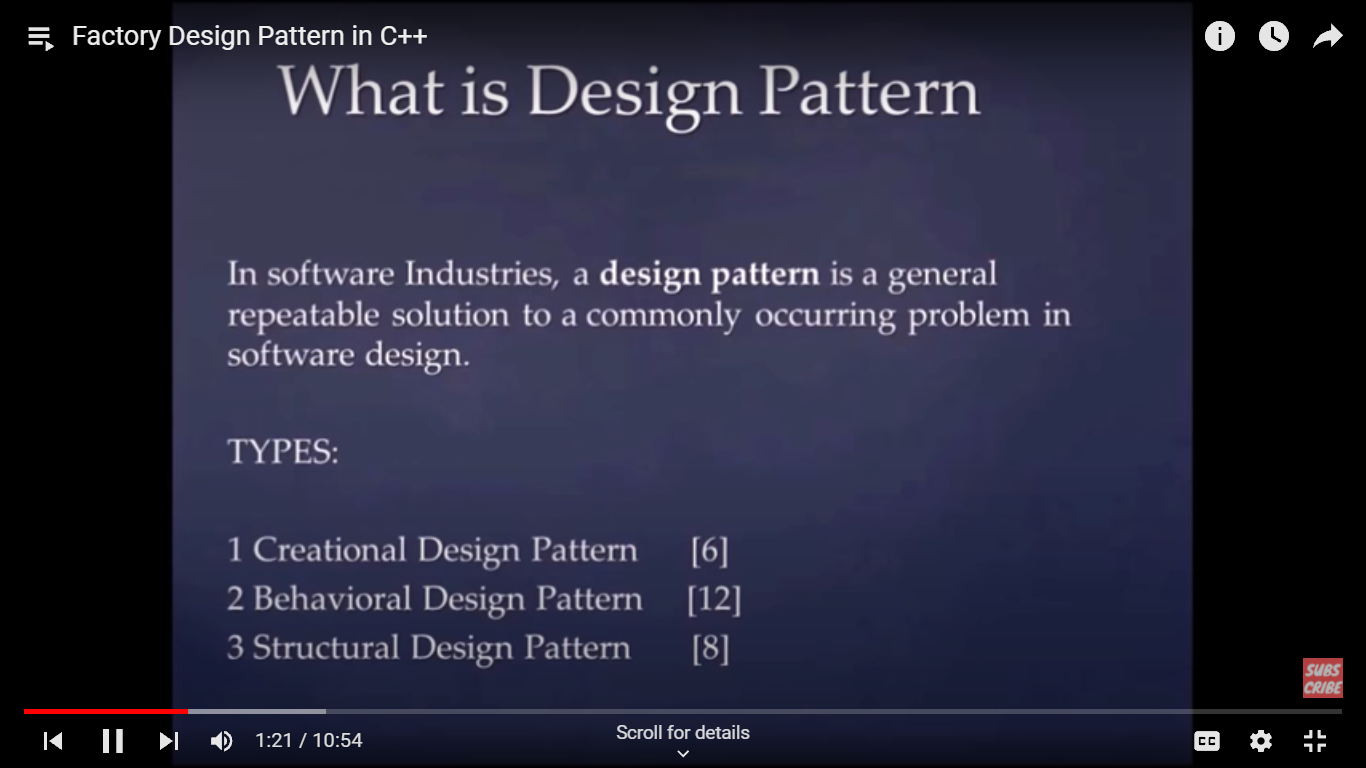 Factory Design Pattern in C++
What is Design Pattern
In software Industries, a design pattern is a general
repeatable solution to a commonly occurring problem in
software design.
TYPES:
1 Creational Design Pattern [6]
2 Behavioral Design Pattern [12]
3 Structural Design Pattern [8]
SUBS
CRIBE
1:21 / 10:54
Scroll for details
CC